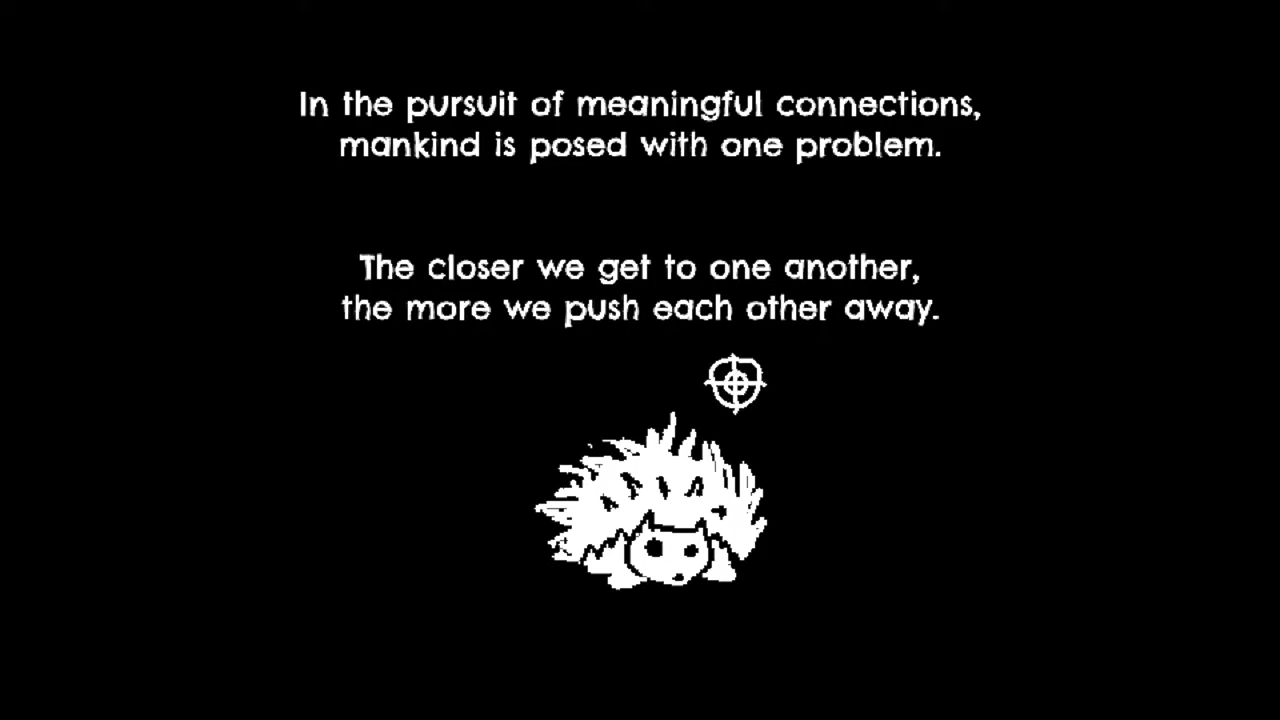 In the pursuit of meaningful connections,
mankind is posed with one problem.
The closer we get to one another,
the more we push each other away.